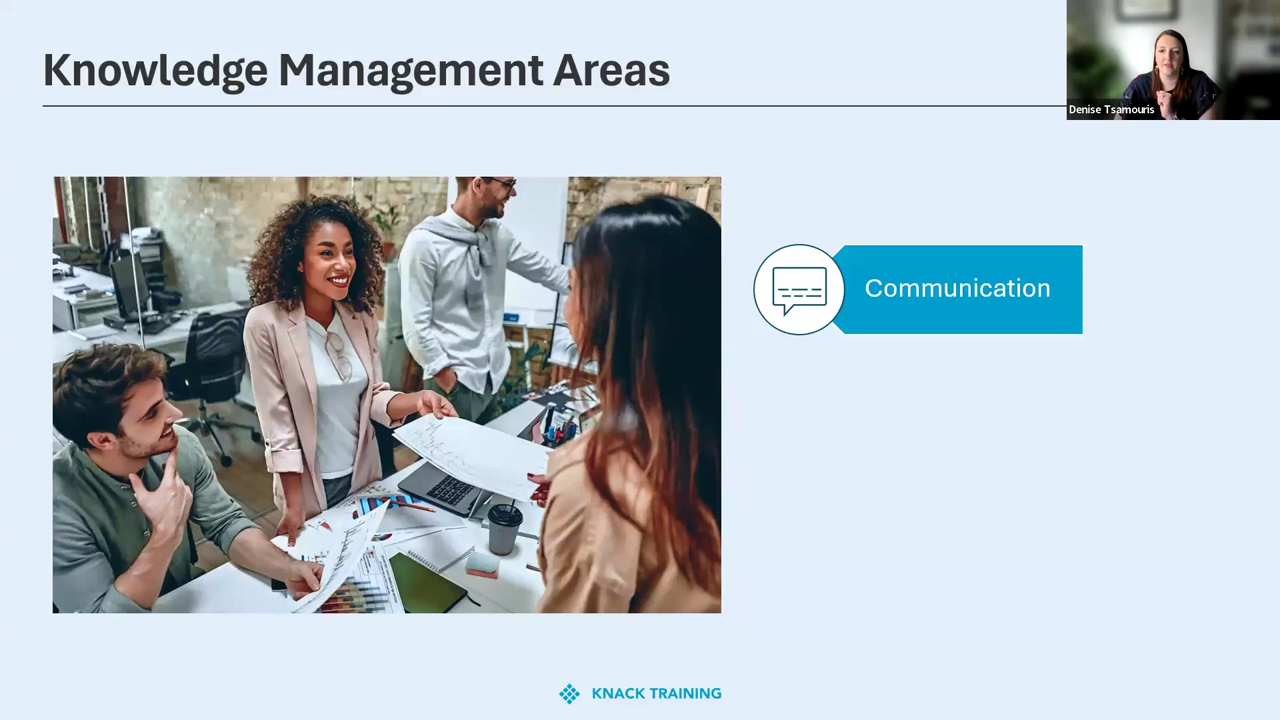 Knowledge Management Areas
Denise Tsamouris
Communication
KNACK TRAINING